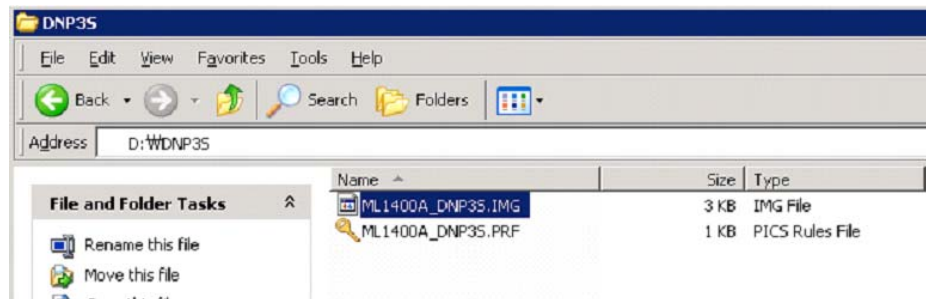 DNP3S
File Edit View Favorites Tools Help
Back Search Folders
Address D:₩DNP3S
Name Size Type
File and Folder Tasks
ML1400A_DNP3S.IMG 3 KB IMG File
ML1400A_DNP3S.PRF 1 KB PICS Rules File
Rename this file
Move this file